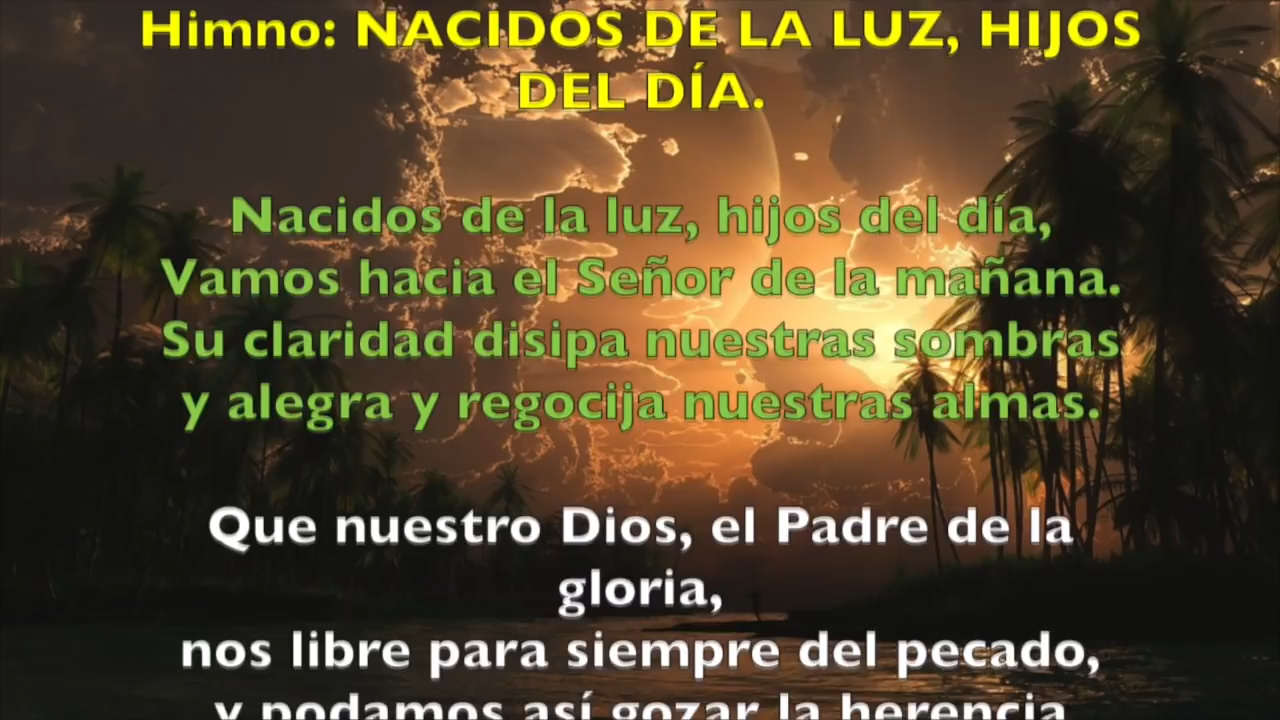 Himno: NACIDOS DE LA LUZ, HIJOS
DEL DÍA.
Nacidos de la luz, hijos del día,
Vamos hacia el Señor de la mañana.
Su claridad disipa nuestras sombras
y alegra y regocija nuestras almas.
Que nuestro Dios, el Padre de la
gloria,
nos libre para siempre del pecado,
y podamos así gozar la herencia